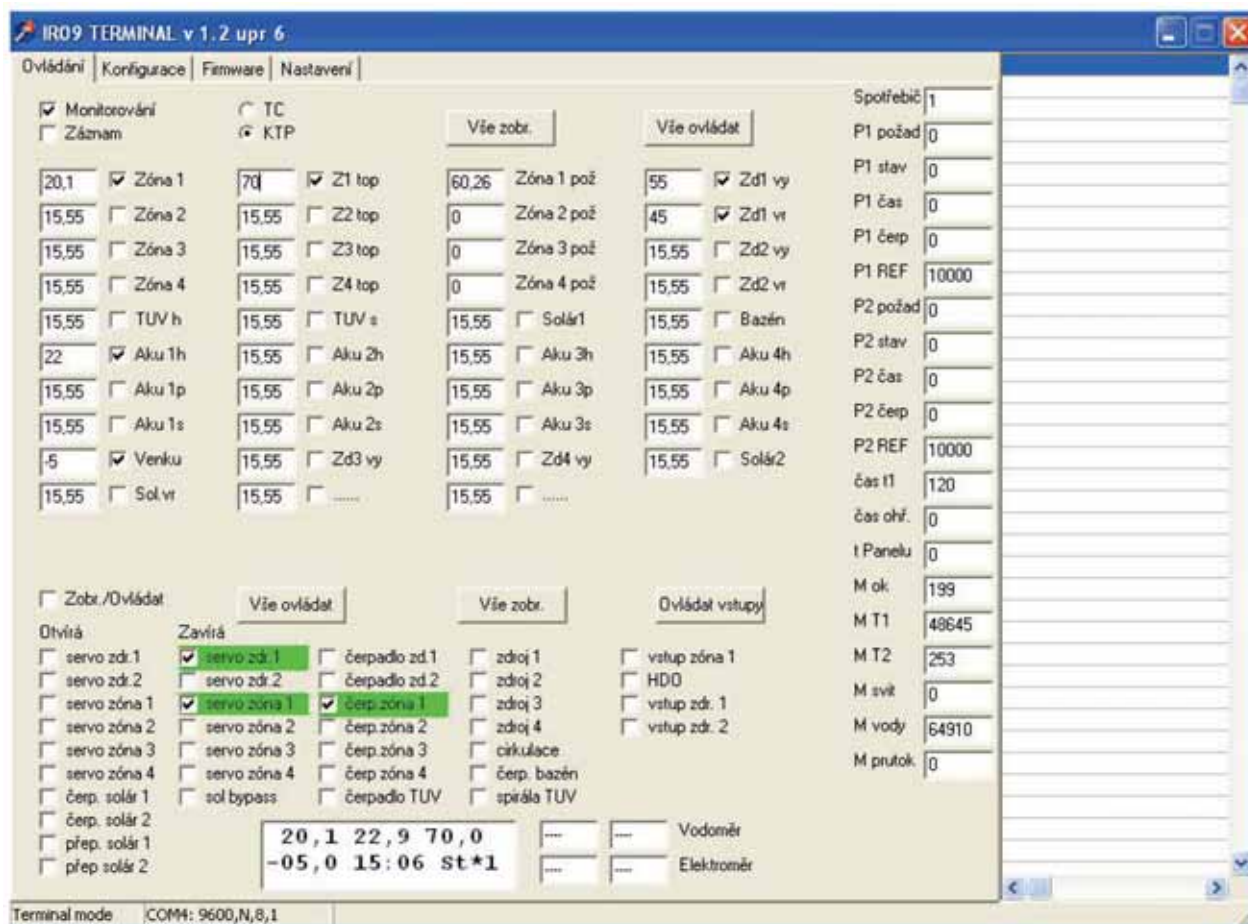 IR09 TERMINAL v 1.2 upr 6
Ovládání Konfigurace Firmware Nastavení
Monitorování TC
Záznam KTP Vše zobr. Vše ovládat
20,1 Zóna 1 70 Z1 top 60,26 Zóna 1 pož 55 Zd1 vy
15,55 Zóna 2 15,55 Z2 top 0 Zóna 2 pož 45 Zd1 vr
15,55 Zóna 3 15,55 Z3 top 0 Zóna 3 pož 15,55 Zd2 vy
15,55 Zóna 4 15,55 Z4 top 0 Zóna 4 pož 15,55 Zd2 vr
15,55 TUV h 15,55 TUV s 15,55 Solár1 15,55 Bazén
22 Aku 1h 15,55 Aku 2h 15,55 Aku 3h 15,55 Aku 4h
15,55 Aku 1p 15,55 Aku 2p 15,55 Aku 3p 15,55 Aku 4p
15,55 Aku 1s 15,55 Aku 2s 15,55 Aku 3s 15,55 Aku 4s
-5 Venku 15,55 Zd3 vy 15,55 Zd4 vy 15,55 Solár2
15,55 Sol.vr 15,55 ...... 15,55 ......
Spotřebič 1
P1 požad 0
P1 stav 0
P1 čas 0
P1 čerp 0
P1 REF 10000
P2 požad 0
P2 stav 0
P2 čas 0
P2 čerp 0
P2 REF 10000
čas t1 120
čas ohř. 0
t Panelu 0
M ok 199
M T1 48645
M T2 253
M svit 0
M vody 64910
M prutok 0
Zobr./Ovládat Vše ovládat Vše zobr. Ovládat vstupy
Otvírá Zavírá
servo zdr.1 servo zdr.1 čerpadlo zd.1 zdroj 1 vstup zóna 1
servo zdr.2 servo zdr.2 čerpadlo zd.2 zdroj 2 HDO
servo zóna 1 servo zóna 1 čerp.zóna 1 zdroj 3 vstup zdr. 1
servo zóna 2 servo zóna 2 čerp.zóna 2 zdroj 4 vstup zdr. 2
servo zóna 3 servo zóna 3 čerp.zóna 3 cirkulace
servo zóna 4 servo zóna 4 čerp.zóna 4 čerp. bazén
čerp. solár 1 sol bypass čerpadlo TUV spirála TUV
čerp. solár 2
přep. solár 1
přep solár 2
20,1 22,9 70,0
-05,0 15:06 St*1
---- ---- Vodoměr
---- ---- Elektroměr
Terminal mode COM4: 9600,N,8,1